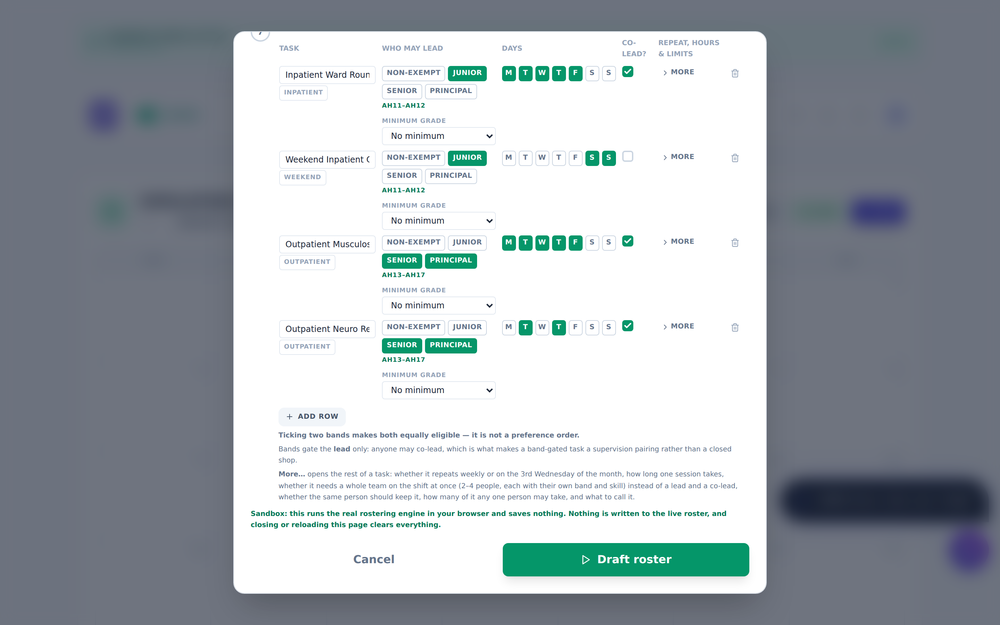 TASK
WHO MAY LEAD
DAYS
CO-
LEAD?
REPEAT, HOURS
& LIMITS
Inpatient Ward Roun
NON-EXEMPT JUNIOR
M T W T F S S
MORE
INPATIENT
SENIOR PRINCIPAL
AH11–AH12
MINIMUM GRADE
No minimum
Weekend Inpatient
NON-EXEMPT JUNIOR
M T W T F S S
MORE
WEEKEND
SENIOR PRINCIPAL
AH11–AH12
MINIMUM GRADE
No minimum
Outpatient Musculos
NON-EXEMPT JUNIOR
M T W T F S S
MORE
OUTPATIENT
SENIOR PRINCIPAL
AH13–AH17
MINIMUM GRADE
No minimum
Outpatient Neuro Re
NON-EXEMPT JUNIOR
M T W T F S S
MORE
OUTPATIENT
SENIOR PRINCIPAL
AH13–AH17
MINIMUM GRADE
No minimum
ADD ROW
Ticking two bands makes both equally eligible — it is not a preference order.
Bands gate the lead only: anyone may co-lead, which is what makes a band-gated task a supervision pairing rather than a closed
shop.
More… opens the rest of a task: whether it repeats weekly or on the 3rd Wednesday of the month, how long one session takes,
whether it needs a whole team on the shift at once (2–4 people, each with their own band and skill) instead of a lead and a co-lead,
whether the same person should keep it, how many of it any one person may take, and what to call it.
Sandbox: this runs the real rostering engine in your browser and saves nothing. Nothing is written to the live roster, and
closing or reloading this page clears everything.
Cancel
Draft roster